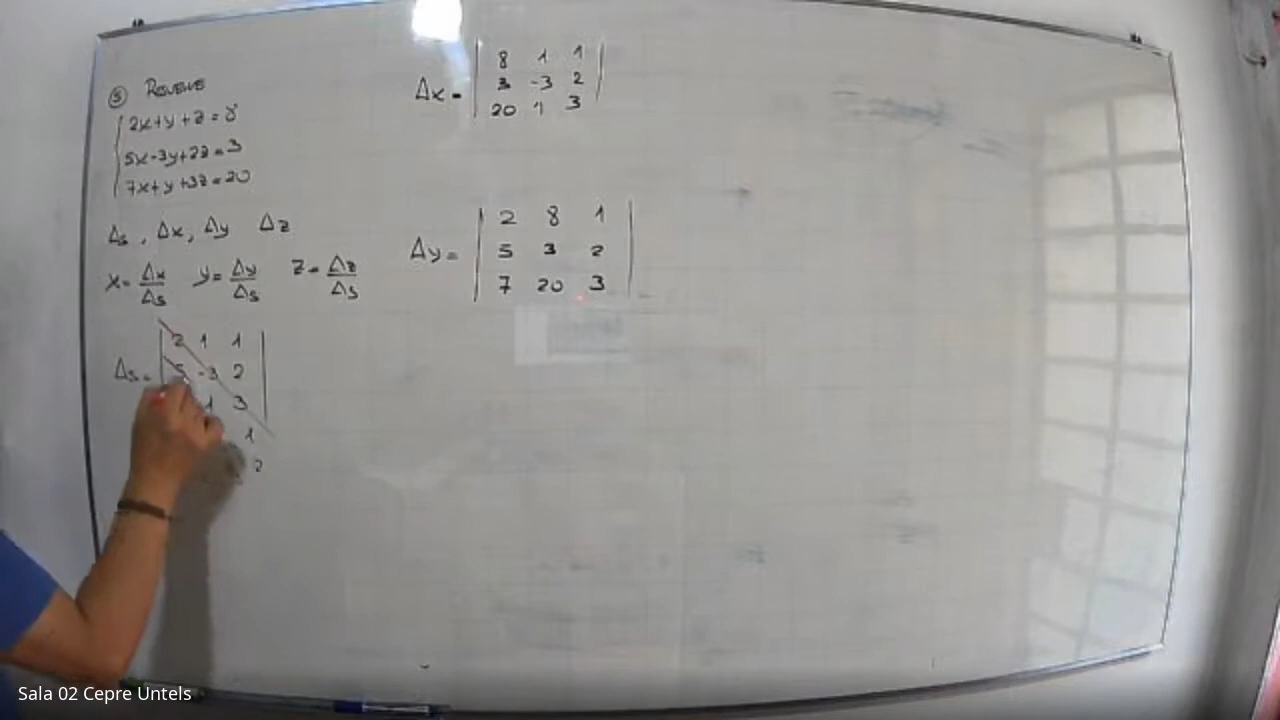 ⑤ RESUELVE
2x+y+z=8
5x-3y+2z=3
7x+y+3z=20
Δs, Δx, Δy Δz
x= Δx/Δs y= Δy/Δs z= Δz/Δs
Δs= | 2 1 1 |
5 -3 2
1 3
1
2
Δx= | 8 1 1 |
3 -3 2
20 1 3
Δy= | 2 8 1 |
5 3 2
7 20 3
Sala 02 Cepre Untels